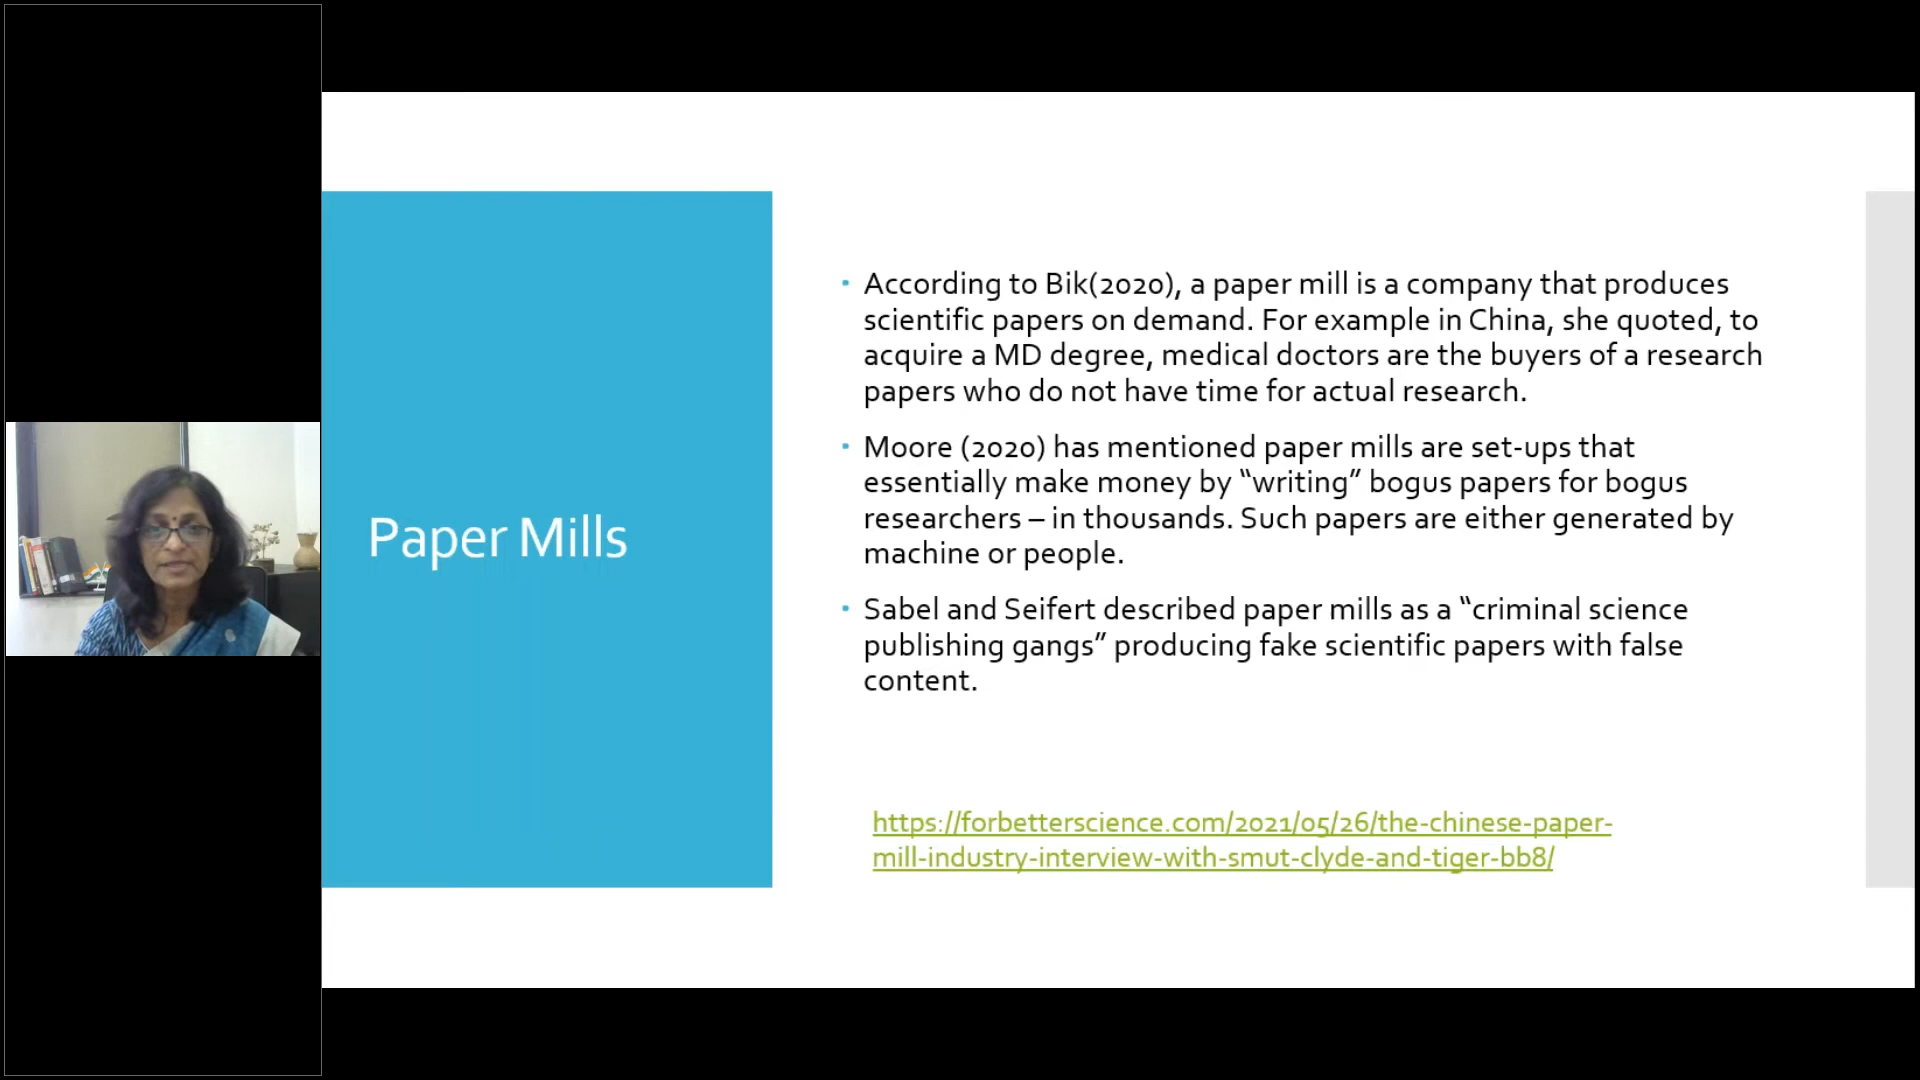 Paper Mills
According to Bik(2020), a paper mill is a company that produces
scientific papers on demand. For example in China, she quoted, to
acquire a MD degree, medical doctors are the buyers of a research
papers who do not have time for actual research.
Moore (2020) has mentioned paper mills are set-ups that
essentially make money by “writing” bogus papers for bogus
researchers – in thousands. Such papers are either generated by
machine or people.
Sabel and Seifert described paper mills as a “criminal science
publishing gangs” producing fake scientific papers with false
content.
https://forbetterscience.com/2021/05/26/the-chinese-paper-
mill-industry-interview-with-smut-clyde-and-tiger-bb8/